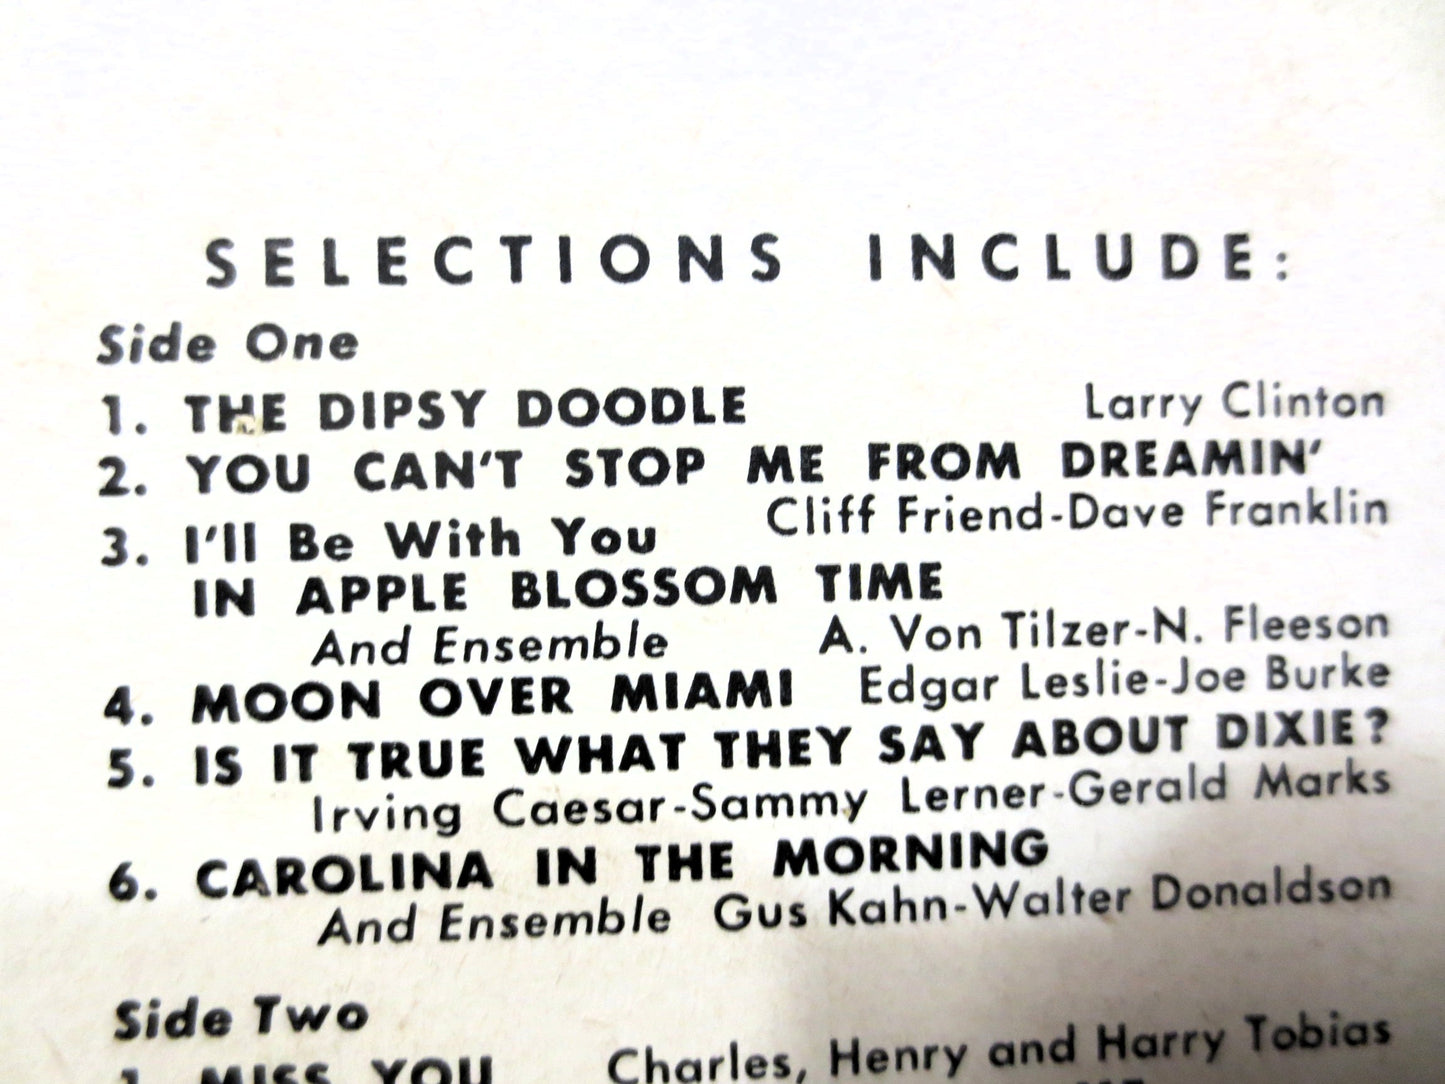 SELECTIONS INCLUDE:
Side One
1. THE DIPSY DOODLE Larry Clinton
2. YOU CAN'T STOP ME FROM DREAMIN'
Cliff Friend-Dave Franklin
3. I'll Be With You
IN APPLE BLOSSOM TIME
And Ensemble A. Von Tilzer-N. Fleeson
4. MOON OVER MIAMI Edgar Leslie-Joe Burke
5. IS IT TRUE WHAT THEY SAY ABOUT DIXIE?
Irving Caesar-Sammy Lerner-Gerald Marks
6. CAROLINA IN THE MORNING
And Ensemble Gus Kahn-Walter Donaldson
Side Two
1. MISS YOU Charles, Henry and Harry Tobias